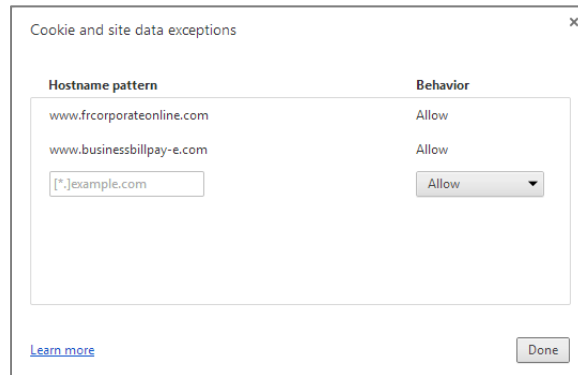 Cookie and site data exceptions ×
Hostname pattern Behavior
www.frcorporateonline.com Allow
www.businessbillpay-e.com Allow
[*.]example.com Allow
Learn more Done